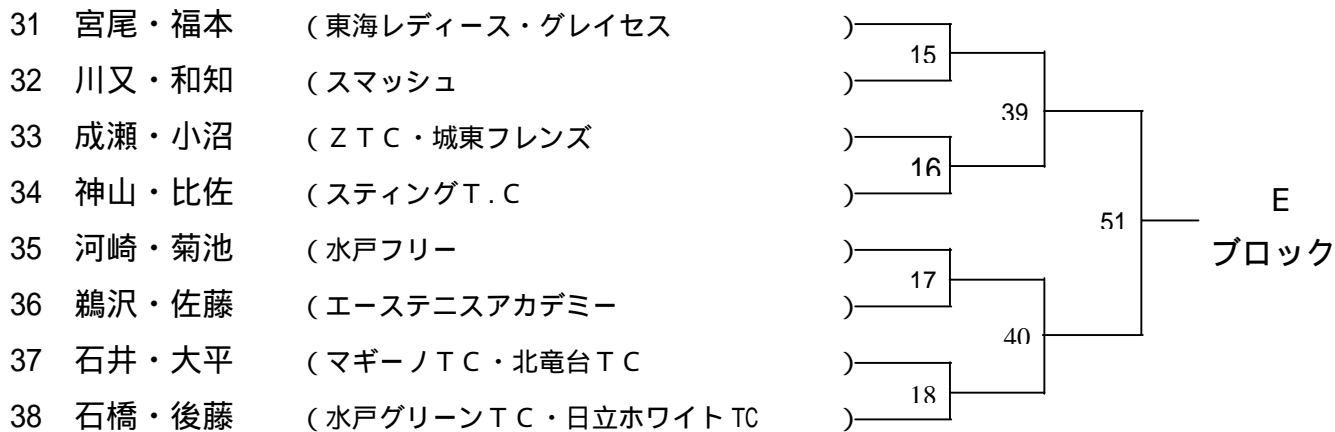 31 宮尾・福本 (東海レディース・グレイセス )
15
32 川又・和知 (スマッシュ )
39
33 成瀬・小沼 (ZTC・城東フレンズ )
16
34 神山・比佐 (スティングT.C )
51
E
ブロック
35 河崎・菊池 (水戸フリー )
17
36 鵜沢・佐藤 (エーステニスアカデミー )
40
37 石井・大平 (マギーノTC・北竜台TC )
18
38 石橋・後藤 (水戸グリーンTC・日立ホワイトTC )